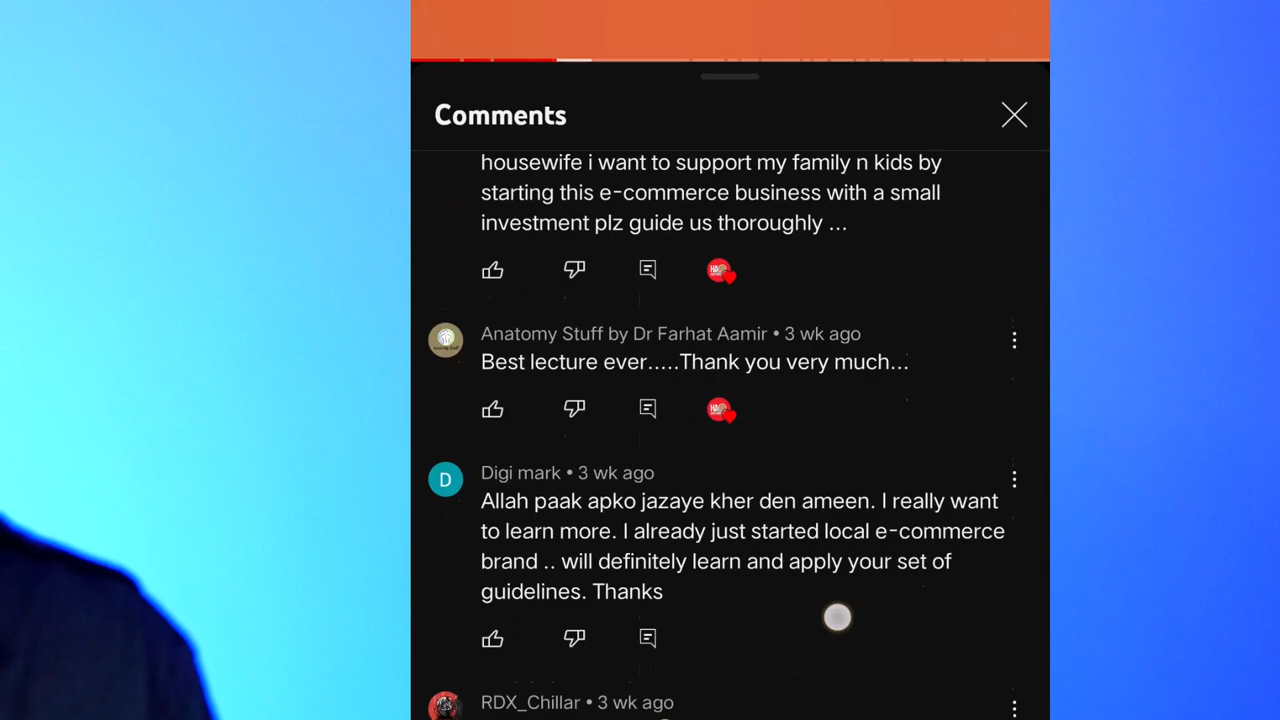 Comments
housewife i want to support my family n kids by
starting this e-commerce business with a small
investment plz guide us thoroughly ...
Anatomy Stuff by Dr Farhat Aamir • 3 wk ago
Best lecture ever.....Thank you very much...
Digi mark • 3 wk ago
D
Allah paak apko jazaye kher den ameen. I really want
to learn more. I already just started local e-commerce
brand .. will definitely learn and apply your set of
guidelines. Thanks
RDX_Chillar • 3 wk ago